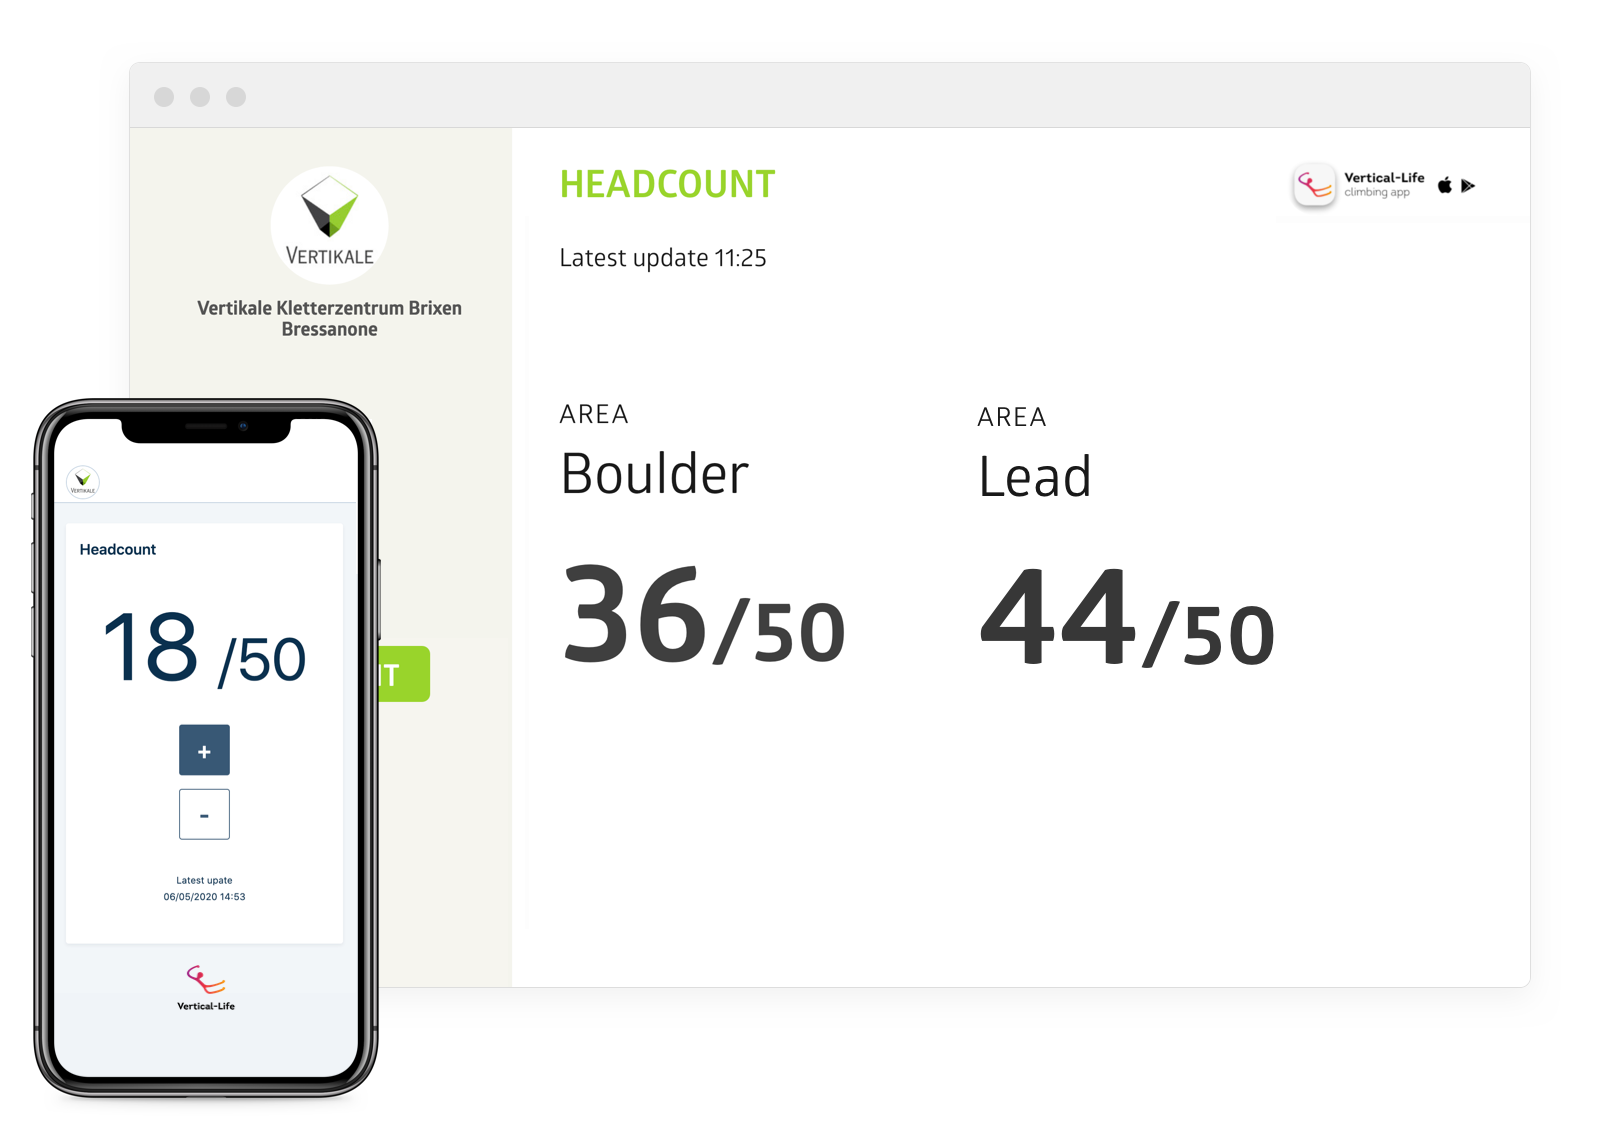 VERTIKALE
Vertikale Kletterzentrum Brixen
Bressanone
HEADCOUNT
Latest update 11:25
Vertical-Life
climbing app
AREA
Boulder
36/50
AREA
Lead
44/50
VERTIKALE
Headcount
18 /50
+
-
Latest upate
06/05/2020 14:53
Vertical-Life